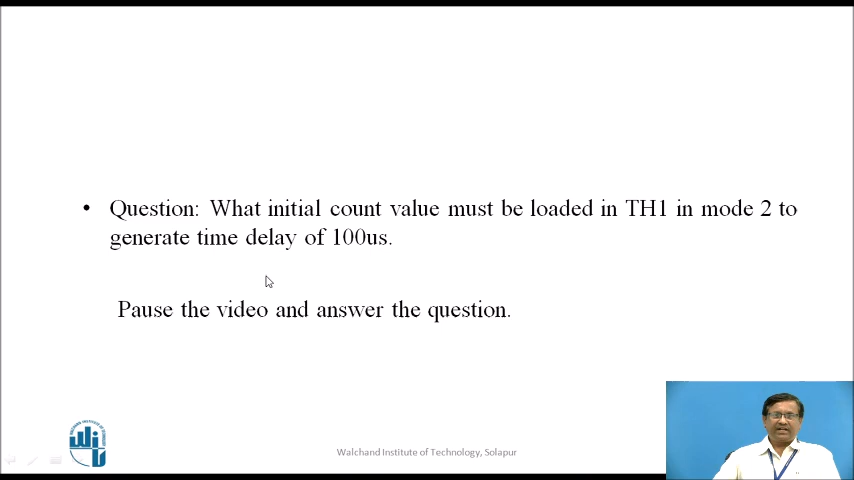 • Question: What initial count value must be loaded in TH1 in mode 2 to
generate time delay of 100us.
Pause the video and answer the question.
Walchand Institute of Technology, Solapur